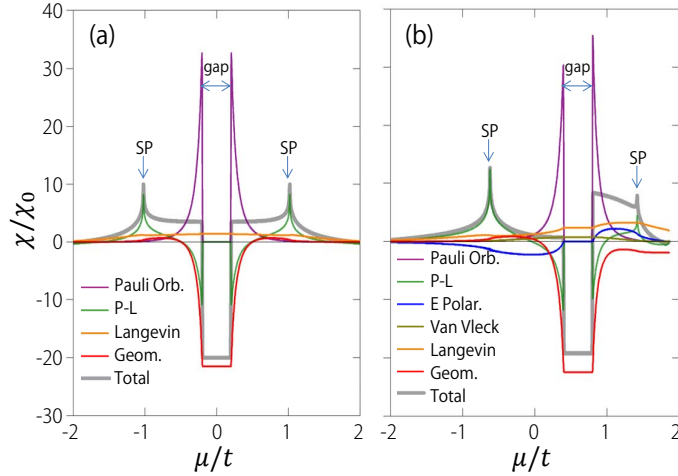 40
30
20
10
0
-10
-20
-30
χ/χ₀
(a)
gap
SP
SP
Pauli Orb.
P-L
Langevin
Geom.
Total
-2
-1
0
1
2
μ/t
(b)
gap
SP
SP
Pauli Orb.
P-L
E Polar.
Van Vleck
Langevin
Geom.
Total
-2
-1
0
1
2
μ/t